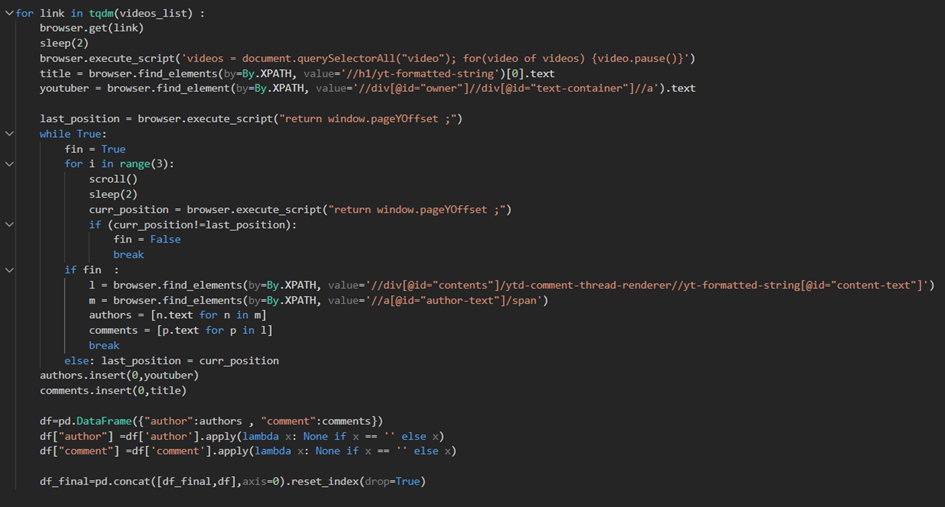 for link in tqdm(videos_list) :
    browser.get(link)
    sleep(2)
    browser.execute_script('videos = document.querySelectorAll("video"); for(video of videos) {video.pause()}')
    title = browser.find_elements(by=By.XPATH, value='//h1/yt-formatted-string')[0].text
    youtuber = browser.find_element(by=By.XPATH, value='//div[@id="owner"]//div[@id="text-container"]//a').text

    last_position = browser.execute_script("return window.pageYOffset ;")
    while True:
        fin = True
        for i in range(3):
            scroll()
            sleep(2)
            curr_position = browser.execute_script("return window.pageYOffset ;")
            if (curr_position!=last_position):
                fin = False
                break
        if fin  :
            l = browser.find_elements(by=By.XPATH, value='//div[@id="contents"]/ytd-comment-thread-renderer//yt-formatted-string[@id="content-text"]')
            m = browser.find_elements(by=By.XPATH, value='//a[@id="author-text"]/span')
            authors = [n.text for n in m]
            comments = [p.text for p in l]
            break
        else: last_position = curr_position
    authors.insert(0,youtuber)
    comments.insert(0,title)

    df=pd.DataFrame({"author":authors , "comment":comments})
    df["author"] =df['author'].apply(lambda x: None if x == '' else x)
    df["comment"] =df['comment'].apply(lambda x: None if x == '' else x)

    df_final=pd.concat([df_final,df],axis=0).reset_index(drop=True)